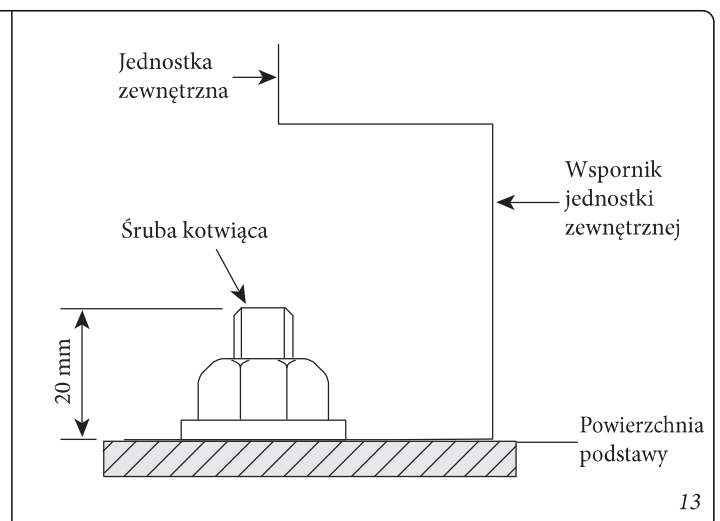 Jednostka
zewnętrzna
Wspornik
jednostki
zewnętrznej
Śruba kotwiąca
20 mm
Powierzchnia
podstawy
13